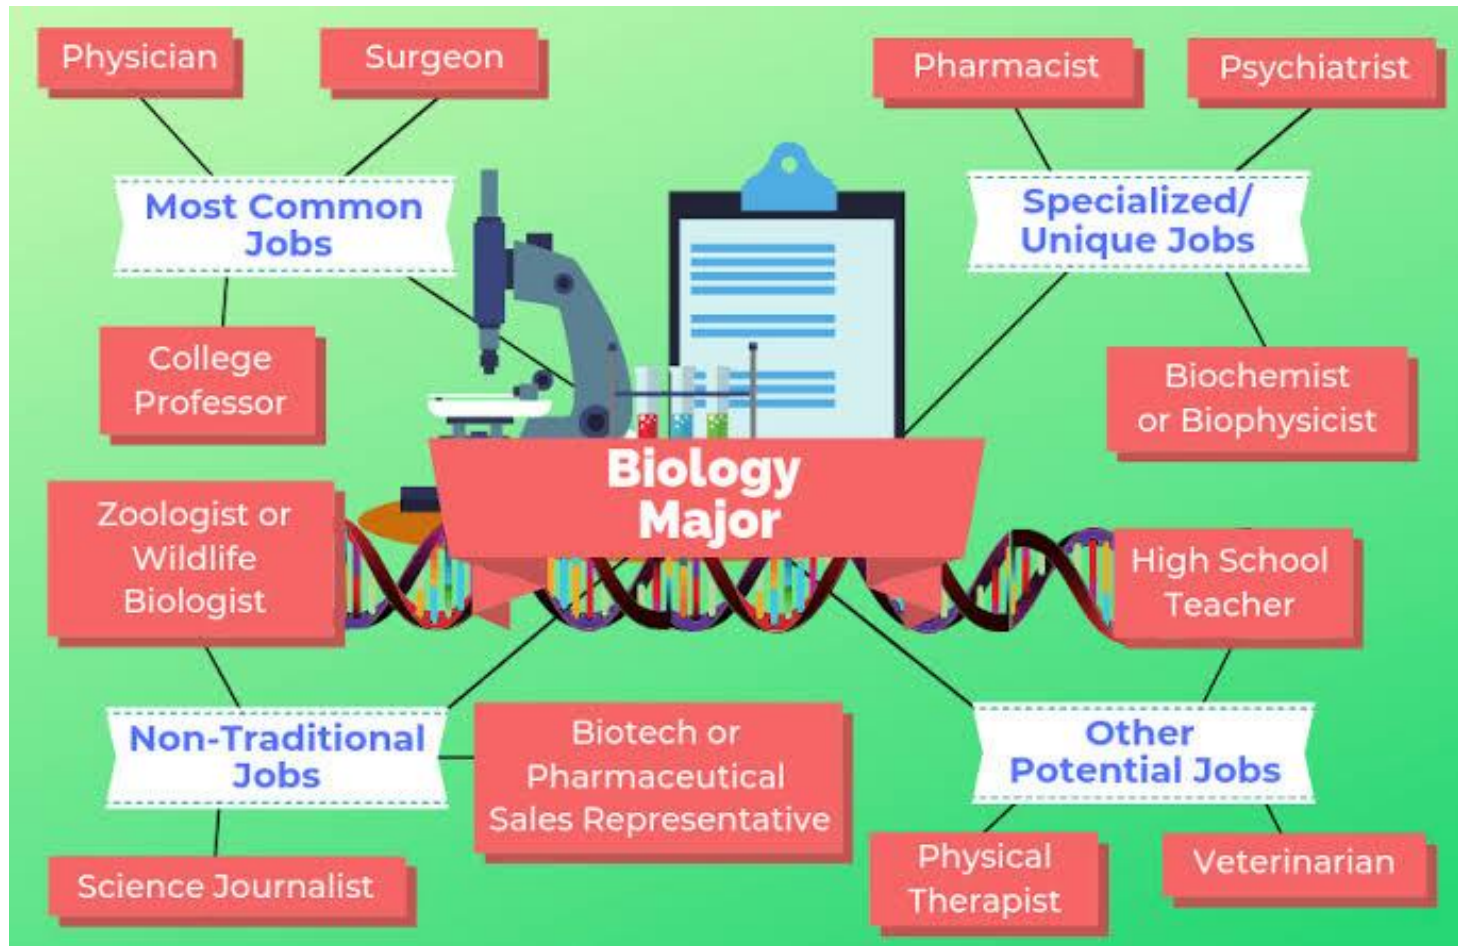 Physician
Surgeon
Most Common
Jobs
College
Professor
Pharmacist
Psychiatrist
Specialized/
Unique Jobs
Biochemist
or Biophysicist
Biology
Major
Zoologist or
Wildlife
Biologist
Non-Traditional
Jobs
Biotech or
Pharmaceutical
Sales Representative
Science Journalist
High School
Teacher
Other
Potential Jobs
Physical
Therapist
Veterinarian